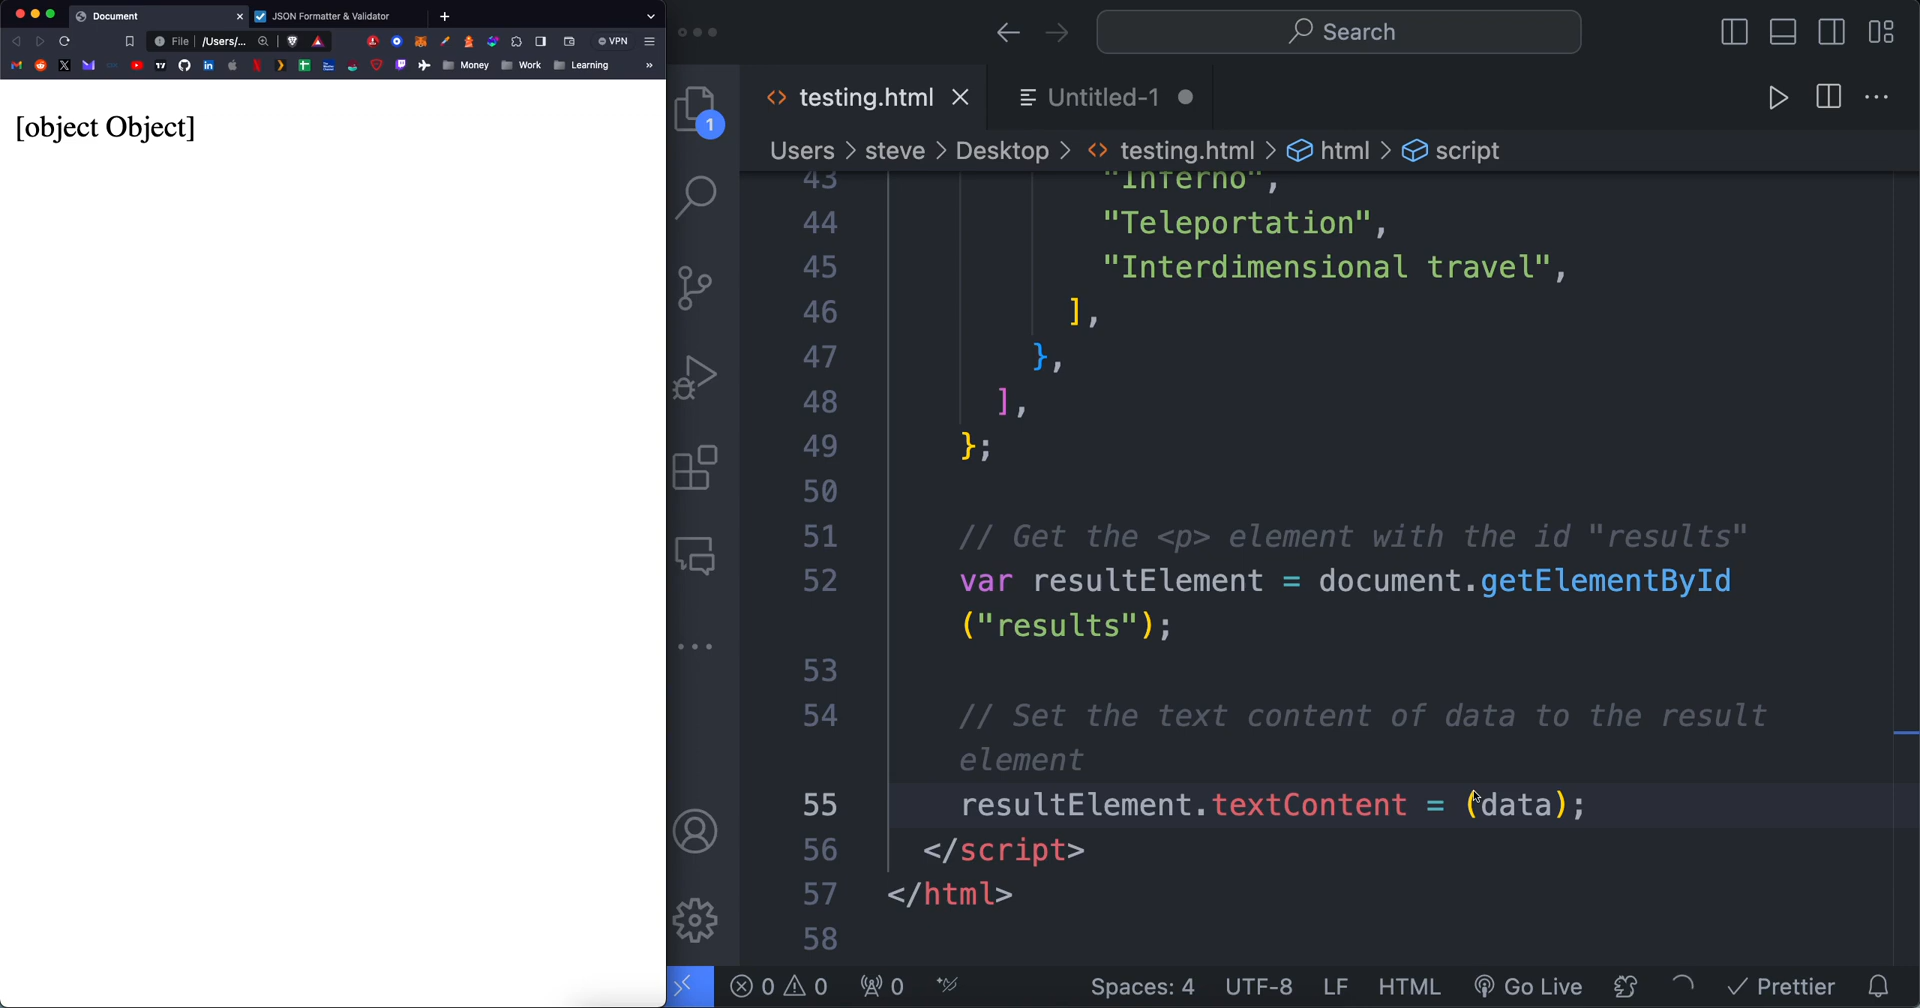 Document
JSON Formatter & Validator
File
/Users/...
VPN
Money
Work
Learning
»
[object Object]
Search
1
testing.html
Untitled-1
Users > steve > Desktop > testing.html > html > script
43 "Inferno",
44 "Teleportation",
45 "Interdimensional travel",
46 ],
47 },
48 ],
49 };
50
51 // Get the <p> element with the id "results"
52 var resultElement = document.getElementById
("results");
53
54 // Set the text content of data to the result
element
55 resultElement.textContent = (data);
56 </script>
57 </html>
58
0 0 0
Spaces: 4 UTF-8 LF HTML Go Live Prettier